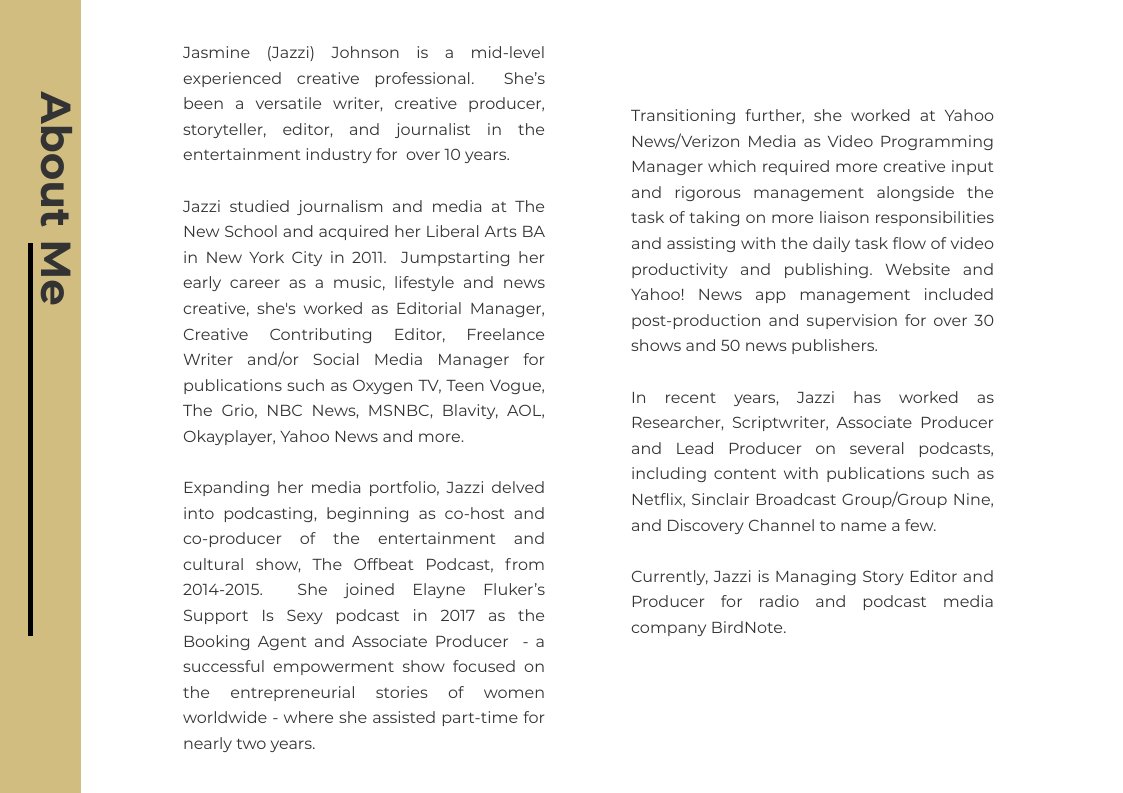 About Me
Jasmine (Jazzi) Johnson is a mid-level
experienced creative professional.  She’s
been a versatile writer, creative producer,
storyteller, editor, and journalist in the
entertainment industry for  over 10 years.
Jazzi studied journalism and media at The
New School and acquired her Liberal Arts BA
in New York City in 2011.  Jumpstarting her
early career as a music, lifestyle and news
creative, she's worked as Editorial Manager,
Creative Contributing Editor, Freelance
Writer and/or Social Media Manager for
publications such as Oxygen TV, Teen Vogue,
The Grio, NBC News, MSNBC, Blavity, AOL,
Okayplayer, Yahoo News and more.
Expanding her media portfolio, Jazzi delved
into podcasting, beginning as co-host and
co-producer of the entertainment and
cultural show, The Offbeat Podcast, from
2014-2015.  She joined Elayne Fluker’s
Support Is Sexy podcast in 2017 as the
Booking Agent and Associate Producer  - a
successful empowerment show focused on
the entrepreneurial stories of women
worldwide - where she assisted part-time for
nearly two years.
Transitioning further, she worked at Yahoo
News/Verizon Media as Video Programming
Manager which required more creative input
and rigorous management alongside the
task of taking on more liaison responsibilities
and assisting with the daily task flow of video
productivity and publishing. Website and
Yahoo! News app management included
post-production and supervision for over 30
shows and 50 news publishers.
In recent years, Jazzi has worked as
Researcher, Scriptwriter, Associate Producer
and Lead Producer on several podcasts,
including content with publications such as
Netflix, Sinclair Broadcast Group/Group Nine,
and Discovery Channel to name a few.
Currently, Jazzi is Managing Story Editor and
Producer for radio and podcast media
company BirdNote.